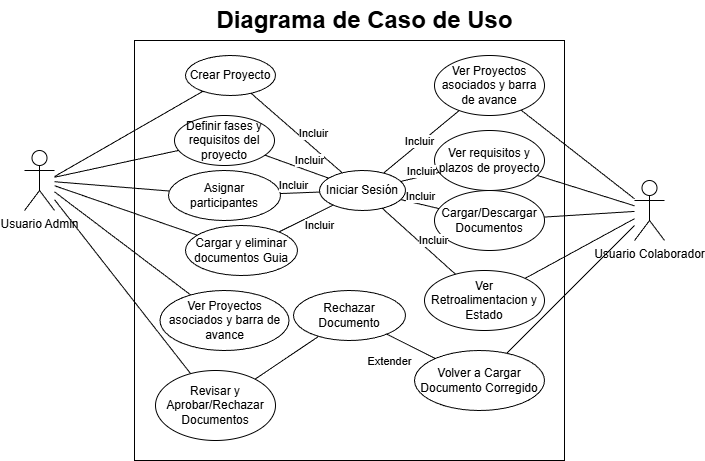 Diagrama de Caso de Uso
Crear Proyecto
Definir fases y
requisitos del
proyecto
Asignar
participantes
Cargar y eliminar
documentos Guia
Ver Proyectos
asociados y barra de
avance
Revisar y
Aprobar/Rechazar
Documentos
Usuario Admin
Incluir
Incluir
Incluir
Incluir
Iniciar Sesión
Rechazar
Documento
Incluir
Incluir
Incluir
Incluir
Extender
Ver Proyectos
asociados y barra
de avance
Ver requisitos y
plazos de proyecto
Cargar/Descargar
Documentos
Ver
Retroalimentacion y
Estado
Volver a Cargar
Documento Corregido
Usuario Colaborador